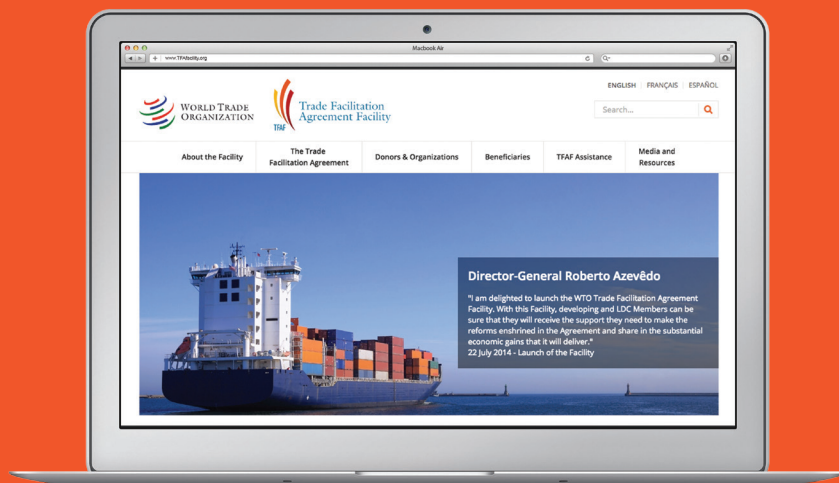 Macbook Air
www.TFAfacility.org
ENGLISH | FRANÇAIS | ESPAÑOL
WORLD TRADE
ORGANIZATION
TFAF
Trade Facilitation
Agreement Facility
Search...
About the Facility
The Trade
Facilitation Agreement
Donors & Organizations
Beneficiaries
TFAF Assistance
Media and
Resources
Director-General Roberto Azevêdo
"I am delighted to launch the WTO Trade Facilitation Agreement
Facility. With this Facility, developing and LDC Members can be
sure that they will receive the support they need to make the
reforms enshrined in the Agreement and share in the substantial
economic gains that it will deliver."
22 July 2014 - Launch of the Facility